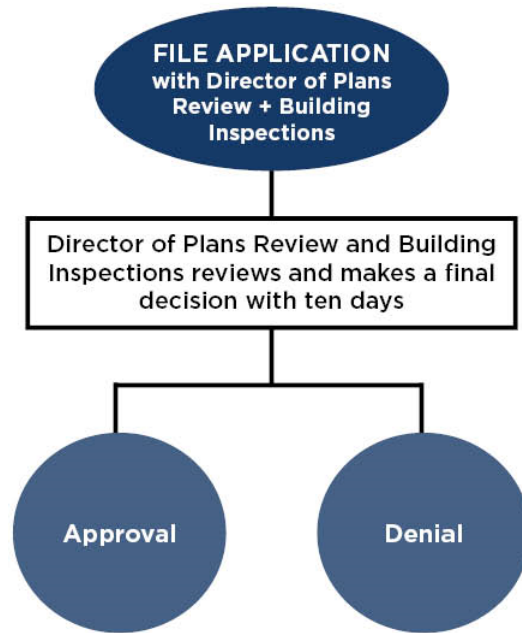 FILE APPLICATION
with Director of Plans
Review + Building
Inspections
Director of Plans Review and Building
Inspections reviews and makes a final
decision with ten days
Approval
Denial